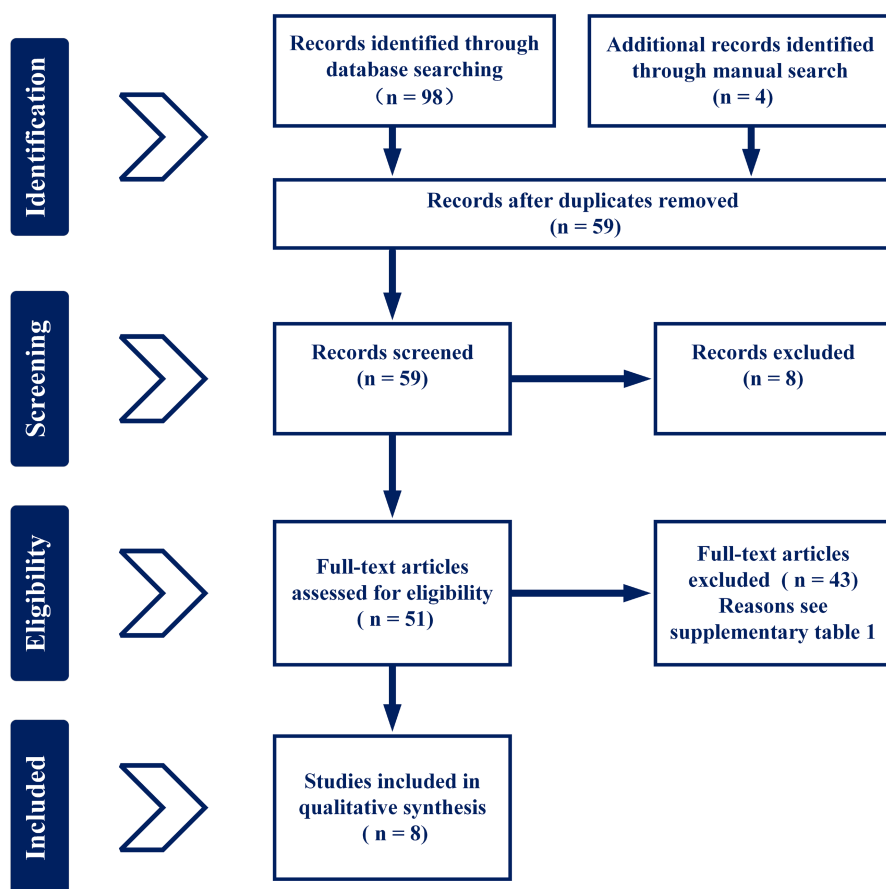 Identification
Records identified through
database searching
（n = 98）
Additional records identified
through manual search
(n = 4)
Records after duplicates removed
(n = 59)
Screening
Records screened
(n = 59)
Records excluded
(n = 8)
Eligibility
Full-text articles
assessed for eligibility
( n = 51)
Full-text articles
excluded ( n = 43)
Reasons see
supplementary table 1
Included
Studies included in
qualitative synthesis
( n = 8)